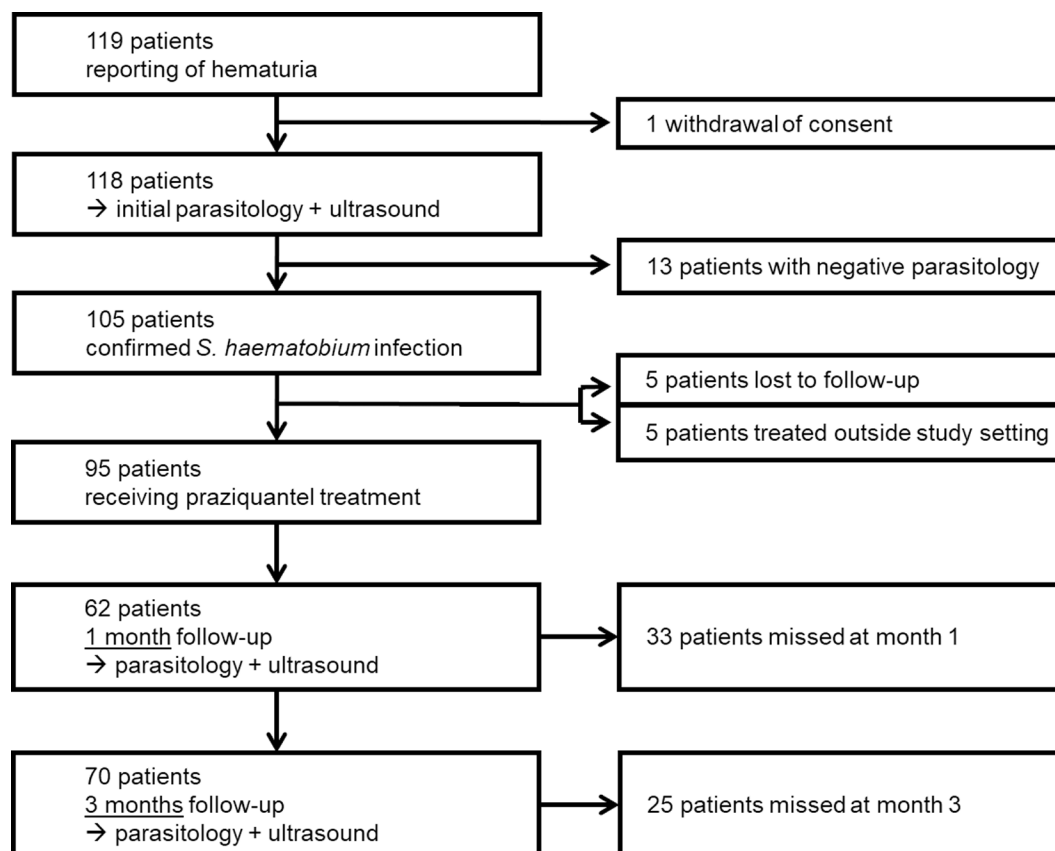 119 patients
reporting of hematuria
1 withdrawal of consent
118 patients
→ initial parasitology + ultrasound
13 patients with negative parasitology
105 patients
confirmed S. haematobium infection
5 patients lost to follow-up
5 patients treated outside study setting
95 patients
receiving praziquantel treatment
62 patients
1 month follow-up
→ parasitology + ultrasound
33 patients missed at month 1
70 patients
3 months follow-up
→ parasitology + ultrasound
25 patients missed at month 3